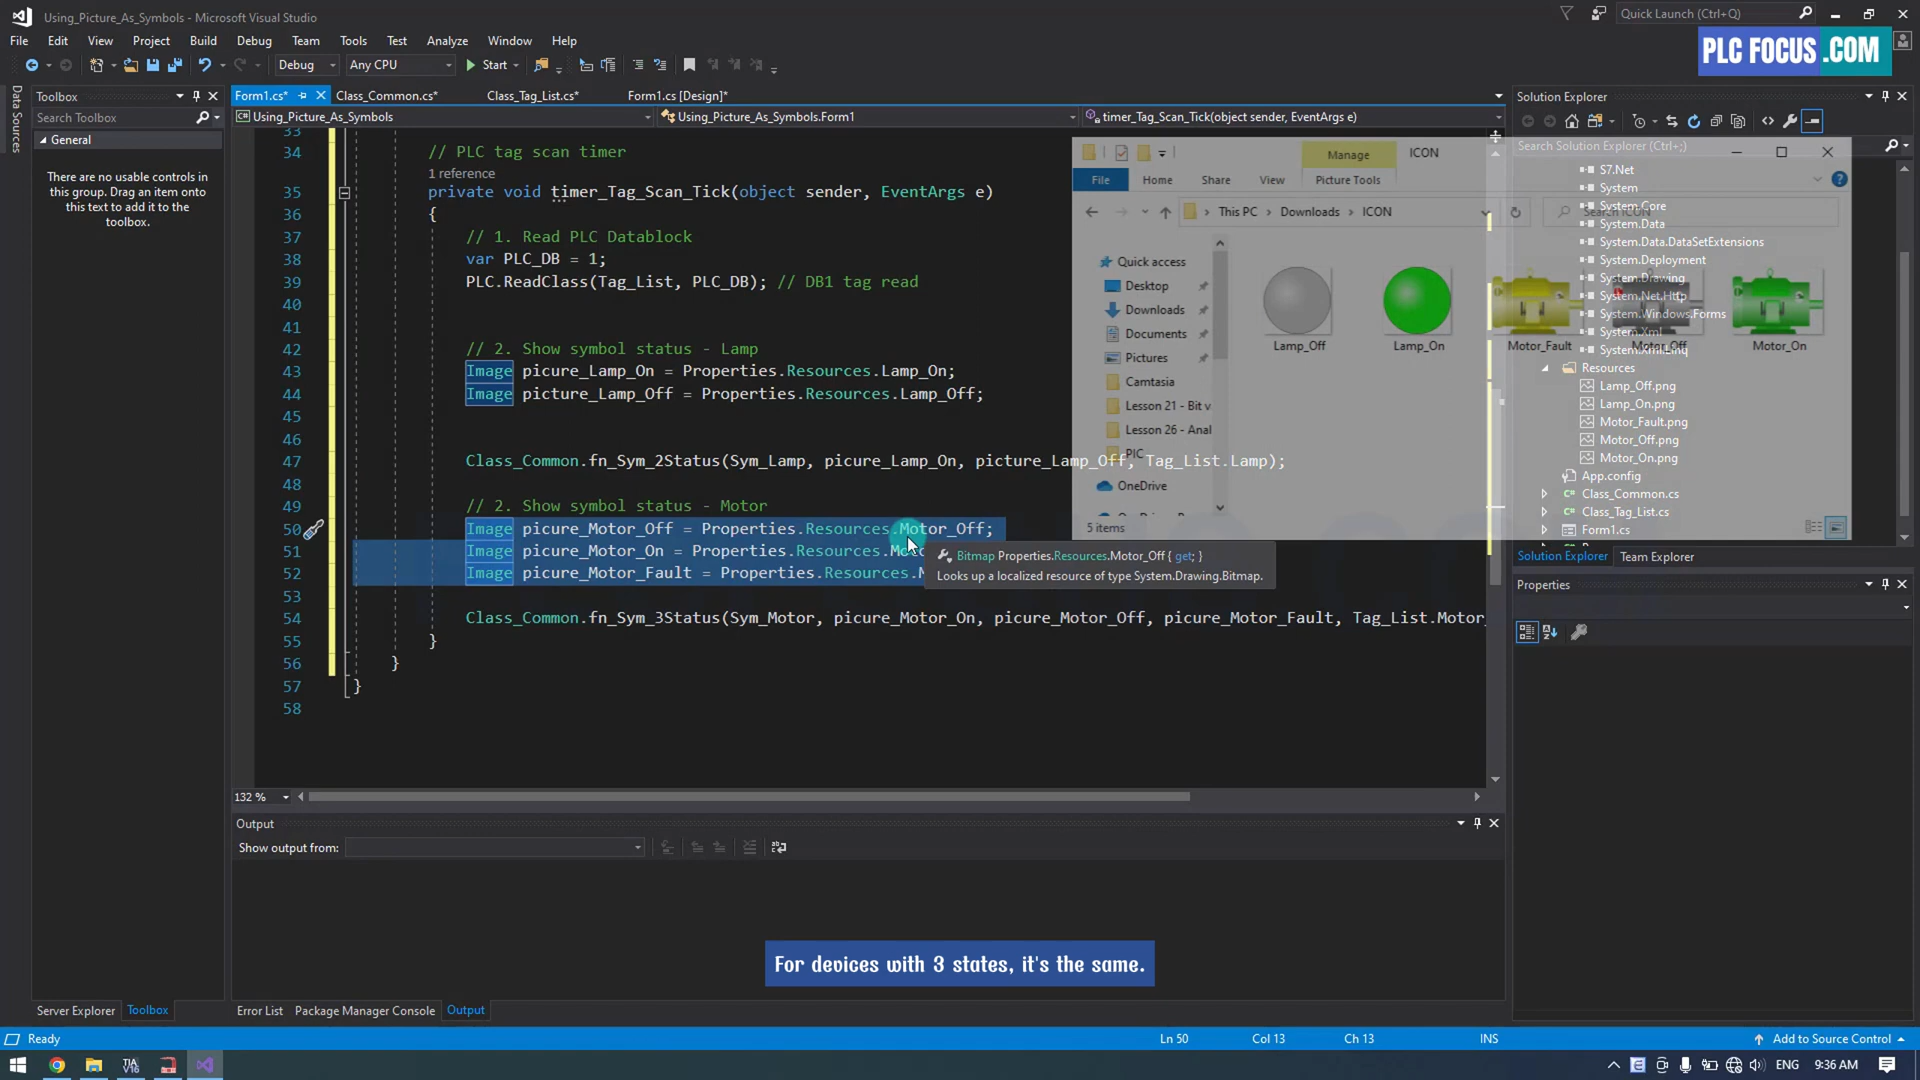 Using_Picture_As_Symbols - Microsoft Visual Studio
Quick Launch (Ctrl+Q)
File Edit View Project Build Debug Team Tools Test Analyze Window Help
PLC FOCUS .COM
Debug Any CPU Start
Data Sources
Toolbox
Search Toolbox
General
There are no usable controls in
this group. Drag an item onto
this text to add it to the
toolbox.
Form1.cs* Class_Common.cs* Class_Tag_List.cs* Form1.cs [Design]*
Using_Picture_As_Symbols Using_Picture_As_Symbols.Form1 timer_Tag_Scan_Tick(object sender, EventArgs e)
33
34 // PLC tag scan timer
1 reference
35 private void timer_Tag_Scan_Tick(object sender, EventArgs e)
36 {
37 // 1. Read PLC Datablock
38 var PLC_DB = 1;
39 PLC.ReadClass(Tag_List, PLC_DB); // DB1 tag read
40
41
42 // 2. Show symbol status - Lamp
43 Image picure_Lamp_On = Properties.Resources.Lamp_On;
44 Image picture_Lamp_Off = Properties.Resources.Lamp_Off;
45
46
47 Class_Common.fn_Sym_2Status(Sym_Lamp, picure_Lamp_On, picture_Lamp_Off, Tag_List.Lamp);
48
49 // 2. Show symbol status - Motor
50 Image picure_Motor_Off = Properties.Resources.Motor_Off;
51 Image picure_Motor_On = Properties.Resources.
52 Image picure_Motor_Fault = Properties.Resources.
53
54 Class_Common.fn_Sym_3Status(Sym_Motor, picure_Motor_On, picure_Motor_Off, picure_Motor_Fault, Tag_List.Motor_
55 }
56 }
57 }
58
Bitmap Properties.Resources.Motor_Off { get; }
Looks up a localized resource of type System.Drawing.Bitmap.
Manage ICON
File Home Share View Picture Tools
This PC Downloads ICON
Search ICON
Quick access
Desktop
Downloads
Documents
Pictures
Camtasia
Lesson 21 - Bit v
Lesson 26 - Anal
PIC
OneDrive
Lamp_Off Lamp_On Motor_Fault Motor_Off Motor_On
5 items
Solution Explorer
Search Solution Explorer (Ctrl+;)
S7.Net
System
System.Core
System.Data
System.Data.DataSetExtensions
System.Deployment
System.Drawing
System.Net.Http
System.Windows.Forms
System.Xml
System.Xml.Linq
Resources
Lamp_Off.png
Lamp_On.png
Motor_Fault.png
Motor_Off.png
Motor_On.png
App.config
Class_Common.cs
Class_Tag_List.cs
Form1.cs
Solution Explorer Team Explorer
Properties
132 %
Output
Show output from:
For devices with 3 states, it's the same.
Server Explorer Toolbox
Error List Package Manager Console Output
Ready Ln 50 Col 13 Ch 13 INS Add to Source Control
TIA V16
ENG 9:36 AM